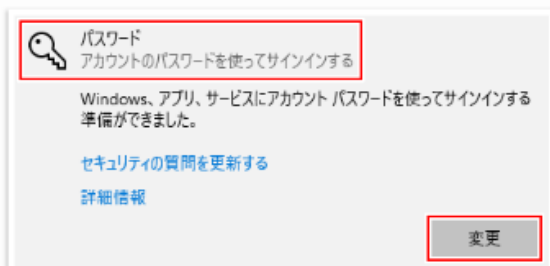 パスワード
アカウントのパスワードを使ってサインインする
Windows、アプリ、サービスにアカウント パスワードを使ってサインインする
準備ができました。
セキュリティの質問を更新する
詳細情報
変更